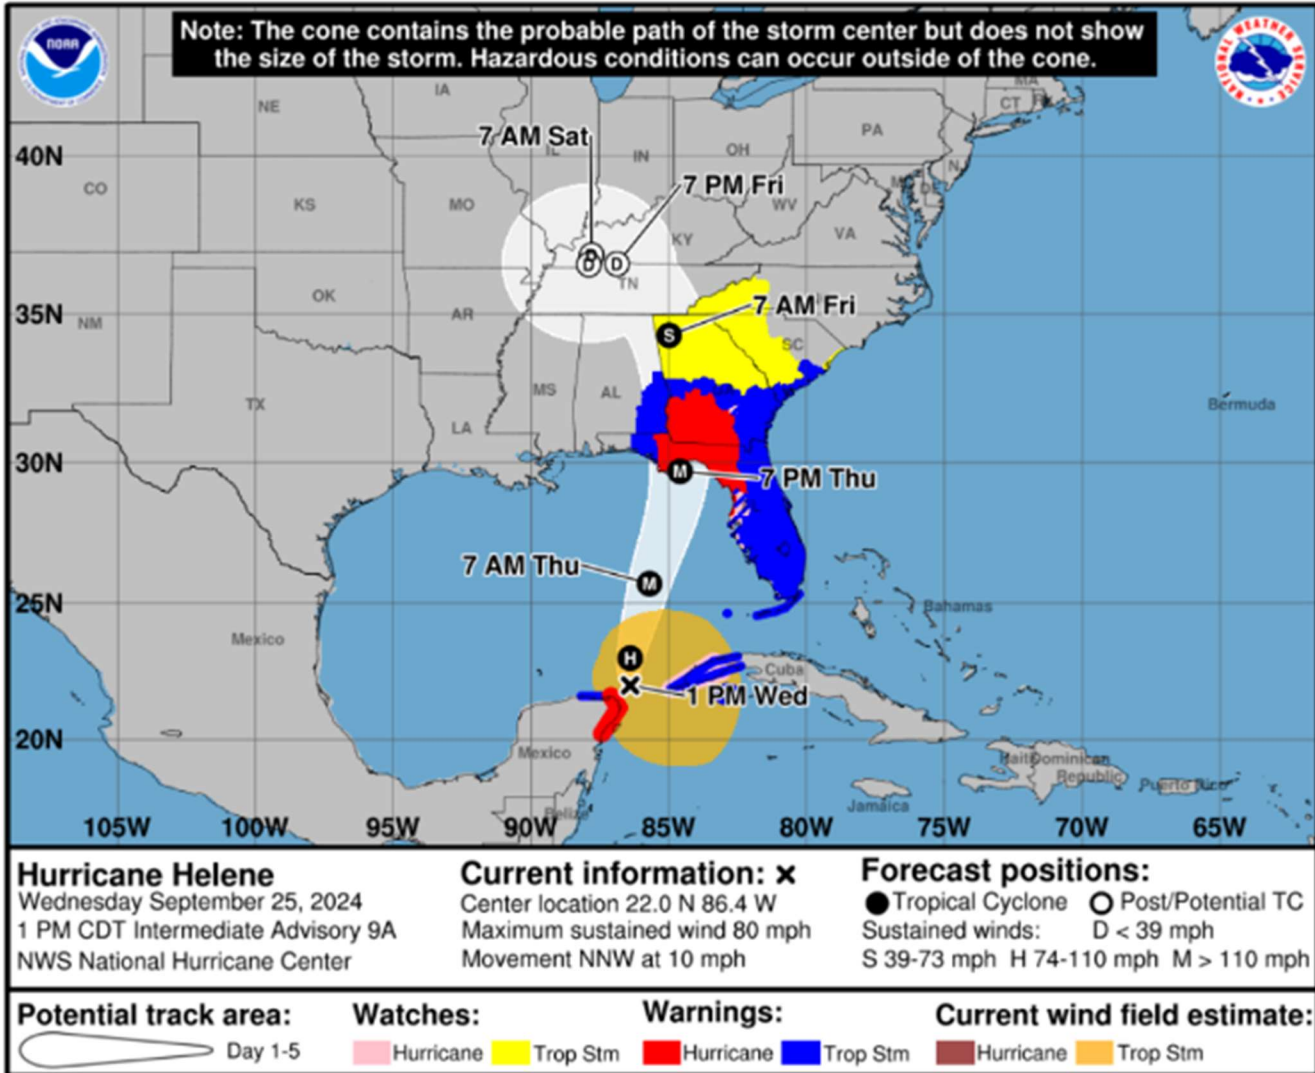 Note: The cone contains the probable path of the storm center but does not show
the size of the storm. Hazardous conditions can occur outside of the cone.
NOAA
NATIONAL WEATHER SERVICE
MA
IA
NE
CT
RI
7 AM Sat
PA
40N
IL
IN
OH
N
7 PM Fri
CO
KS
MO
WV
DE
VA
KY
D
D
D
TN
OK
7 AM Fri
35N
NM
AR
S
SC
MS
AL
TX
Bermuda
LA
30N
M
7 PM Thu
7 AM Thu
M
25N
Bahamas
Mexico
H
Cuba
1 PM Wed
20N
Mexico
Haiti
Dominican
Republic
Puerto Rico
Jamaica
Belize
105W 100W 95W 90W 85W 80W 75W 70W 65W
Hurricane Helene
Wednesday September 25, 2024
1 PM CDT Intermediate Advisory 9A
NWS National Hurricane Center
Current information: x
Center location 22.0 N 86.4 W
Maximum sustained wind 80 mph
Movement NNW at 10 mph
Forecast positions:
Tropical Cyclone Post/Potential TC
Sustained winds: D < 39 mph
S 39-73 mph H 74-110 mph M > 110 mph
Potential track area:
Day 1-5
Watches:
Hurricane Trop Stm
Warnings:
Hurricane Trop Stm
Current wind field estimate:
Hurricane Trop Stm